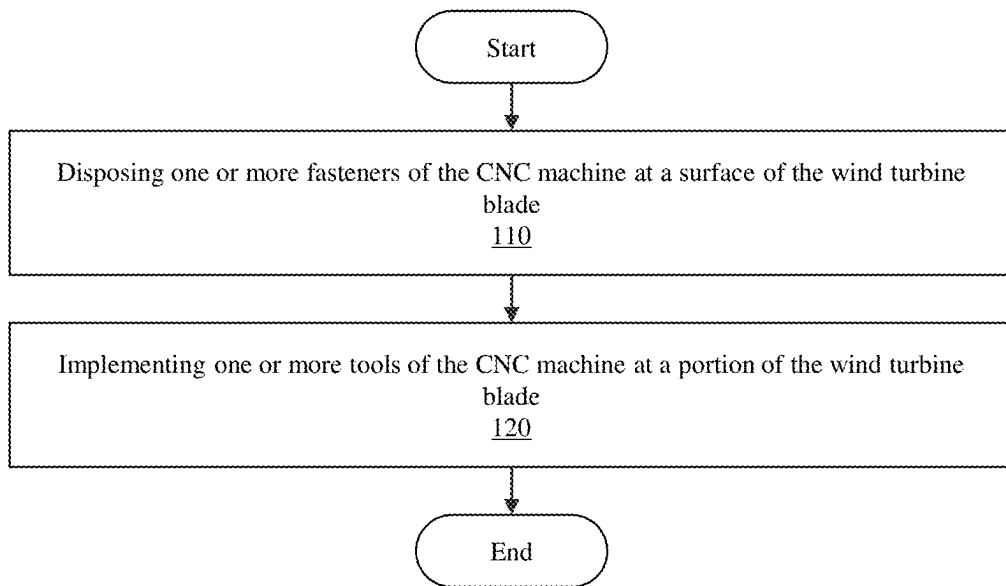 Start
Disposing one or more fasteners of the CNC machine at a surface of the wind turbine
blade
110
Implementing one or more tools of the CNC machine at a portion of the wind turbine
blade
120
End